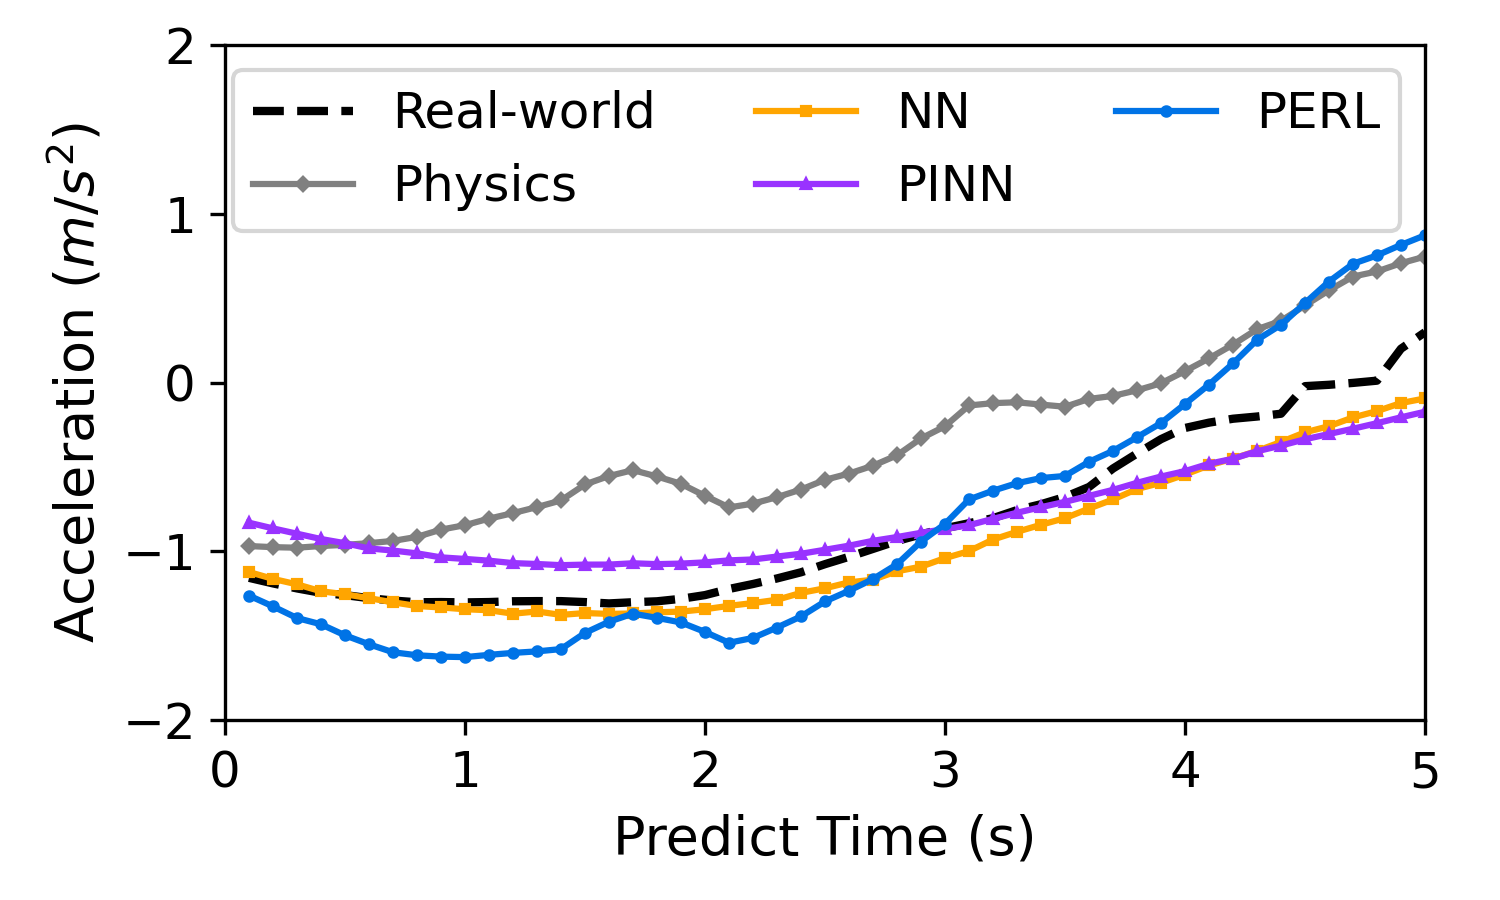 Real-world
Physics
NN
PINN
PERL
2
1
0
−1
−2
Acceleration (m/s²)
0 1 2 3 4 5
Predict Time (s)